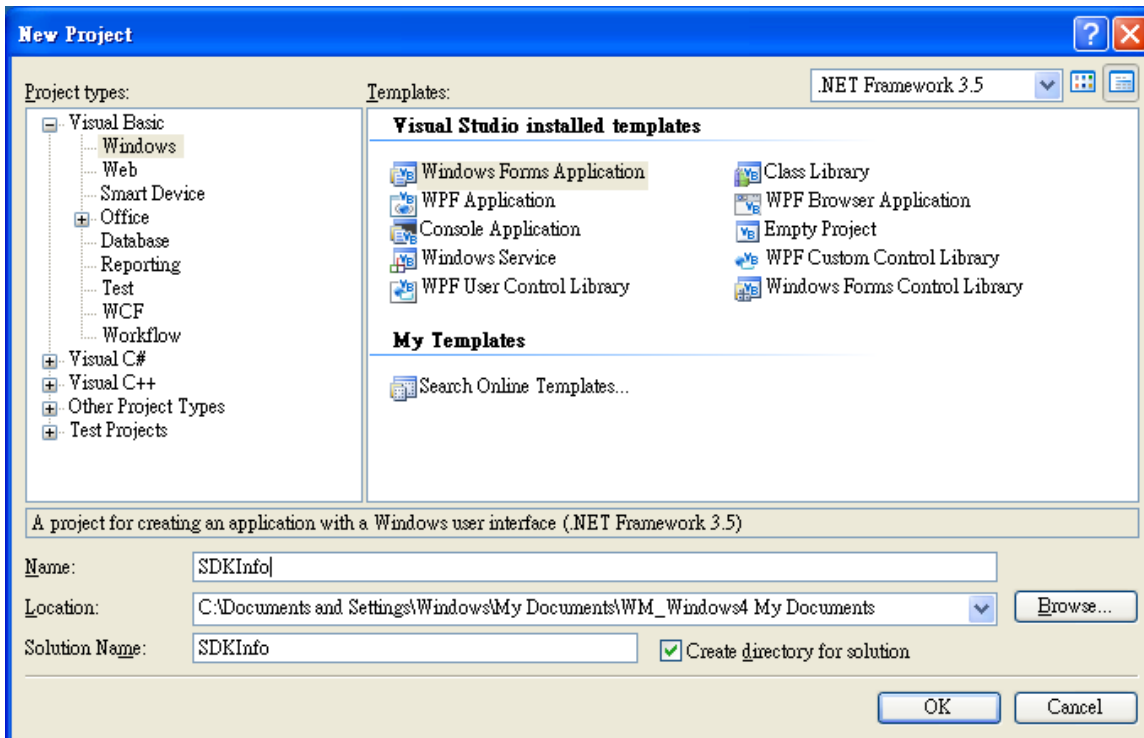 New Project
Project types:
Templates:
.NET Framework 3.5
Visual Basic
Windows
Web
Smart Device
Office
Database
Reporting
Test
WCF
Workflow
Visual C#
Visual C++
Other Project Types
Test Projects
Visual Studio installed templates
Windows Forms Application
Class Library
WPF Application
WPF Browser Application
Console Application
Empty Project
Windows Service
WPF Custom Control Library
WPF User Control Library
Windows Forms Control Library
My Templates
Search Online Templates...
A project for creating an application with a Windows user interface (.NET Framework 3.5)
Name:
SDKInfo
Location:
C:\Documents and Settings\Windows\My Documents\WM_Windows4 My Documents
Browse...
Solution Name:
SDKInfo
Create directory for solution
OK
Cancel